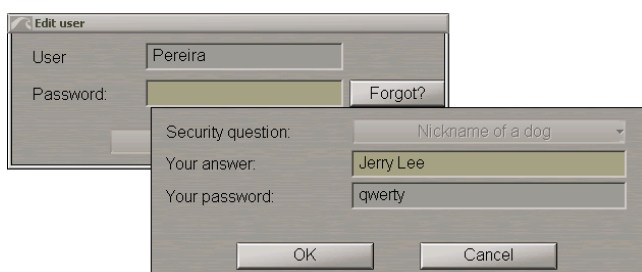 Edit user
User Pereira
Password: Forgot?
Security question: Nickname of a dog
Your answer: Jerry Lee
Your password: qwerty
OK Cancel